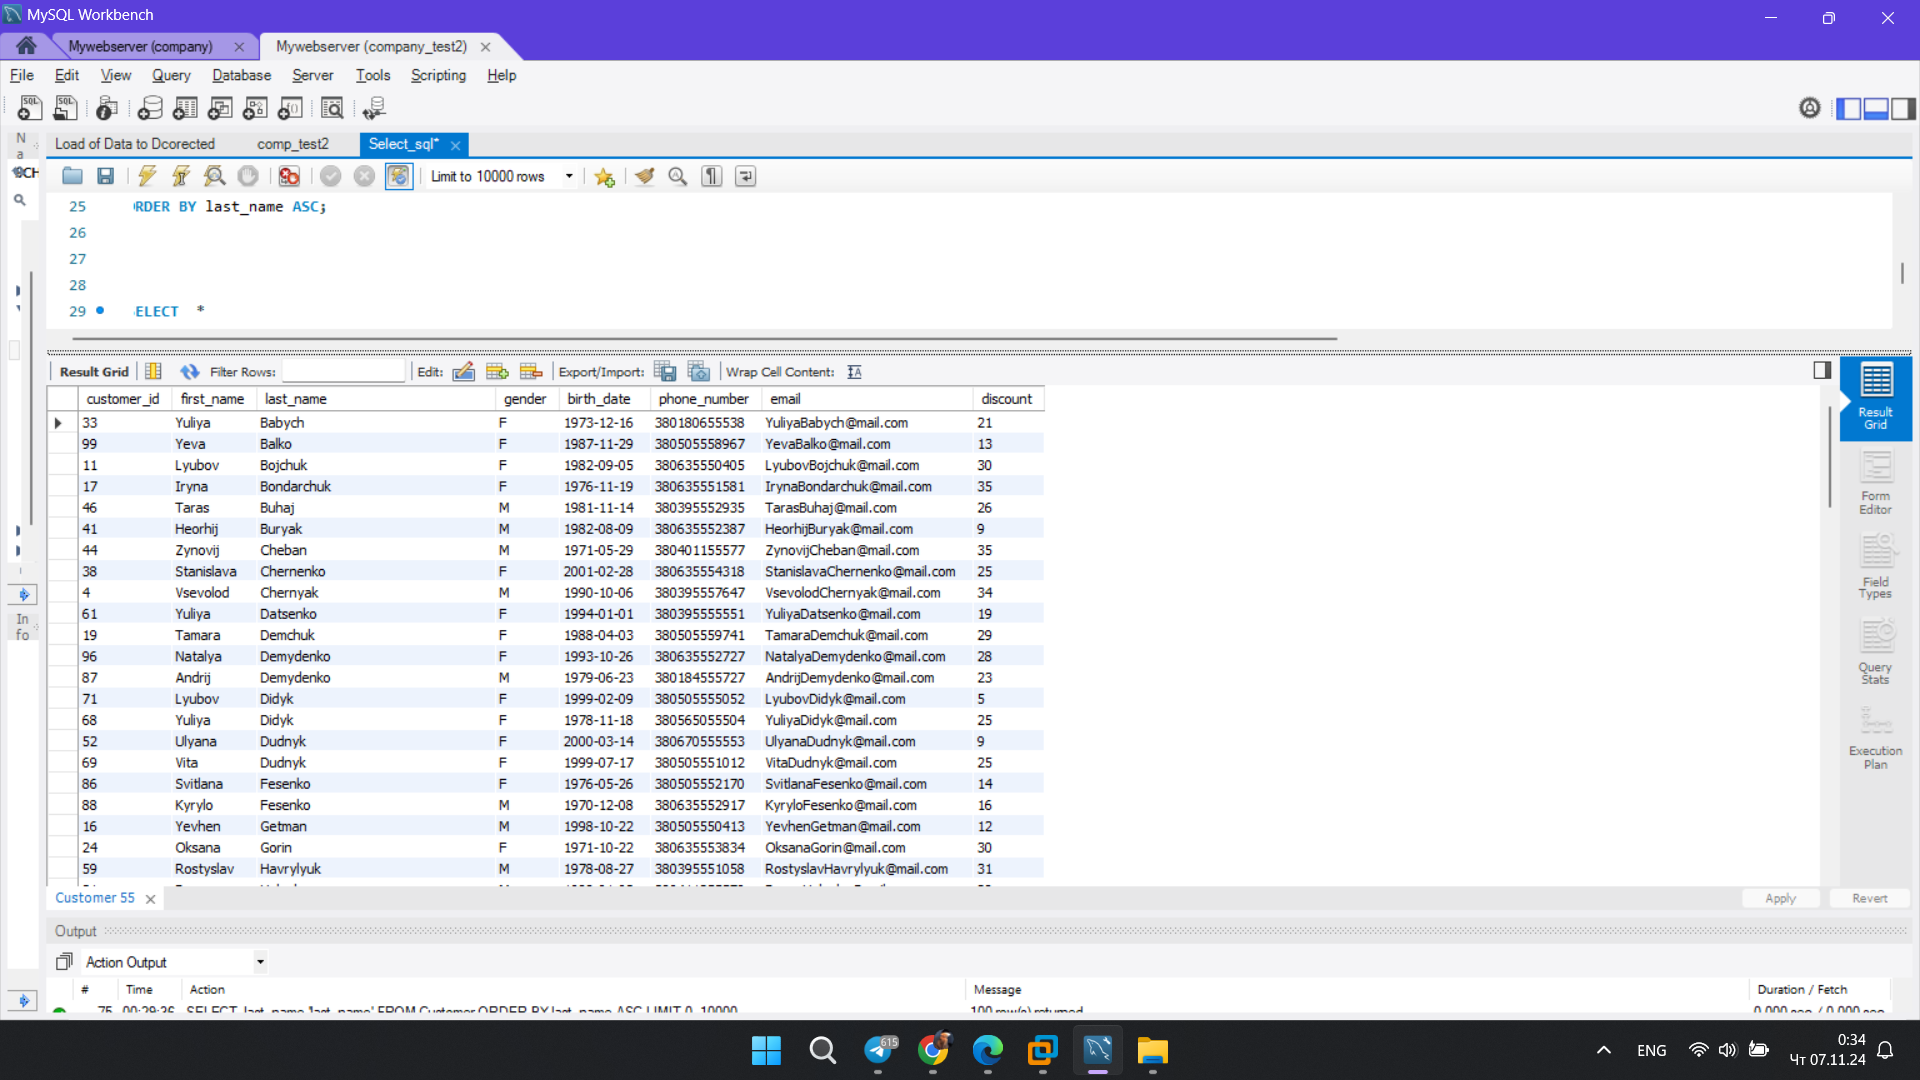 MySQL Workbench
Mywebserver (company)
Mywebserver (company_test2)
File Edit View Query Database Server Tools Scripting Help
Load of Data to Dcorected comp_test2 Select_sql*
Limit to 10000 rows
25 RDER BY last_name ASC;
26
27
28
29 ELECT *
Result Grid Filter Rows: Edit: Export/Import: Wrap Cell Content:
customer_id first_name last_name gender birth_date phone_number email discount
33 Yuliya Babych F 1973-12-16 380180655538 YuliyaBabych@mail.com 21
99 Yeva Balko F 1987-11-29 380505558967 YevaBalko@mail.com 13
11 Lyubov Bojchuk F 1982-09-05 380635550405 LyubovBojchuk@mail.com 30
17 Iryna Bondarchuk F 1976-11-19 380635551581 IrynaBondarchuk@mail.com 35
46 Taras Buhaj M 1981-11-14 380395552935 TarasBuhaj@mail.com 26
41 Heorhij Buryak M 1982-08-09 380635552387 HeorhijBuryak@mail.com 9
44 Zynovij Cheban M 1971-05-29 380401155577 ZynovijCheban@mail.com 35
38 Stanislava Chernenko F 2001-02-28 380635554318 StanislavaChernenko@mail.com 25
4 Vsevolod Chernyak M 1990-10-06 380395557647 VsevolodChernyak@mail.com 34
61 Yuliya Datsenko F 1994-01-01 380395555551 YuliyaDatsenko@mail.com 19
19 Tamara Demchuk F 1988-04-03 380505559741 TamaraDemchuk@mail.com 29
96 Natalya Demydenko F 1993-10-26 380635552727 NatalyaDemydenko@mail.com 28
87 Andrij Demydenko M 1979-06-23 380184555727 AndrijDemydenko@mail.com 23
71 Lyubov Didyk F 1999-02-09 380505555052 LyubovDidyk@mail.com 5
68 Yuliya Didyk F 1978-11-18 380565055504 YuliyaDidyk@mail.com 25
52 Ulyana Dudnyk F 2000-03-14 380670555553 UlyanaDudnyk@mail.com 9
69 Vita Dudnyk F 1999-07-17 380505551012 VitaDudnyk@mail.com 25
86 Svitlana Fesenko F 1976-05-26 380505552170 SvitlanaFesenko@mail.com 14
88 Kyrylo Fesenko M 1970-12-08 380635552917 KyryloFesenko@mail.com 16
16 Yevhen Getman M 1998-10-22 380505550413 YevhenGetman@mail.com 12
24 Oksana Gorin F 1971-10-22 380635553834 OksanaGorin@mail.com 30
59 Rostyslav Havrylyuk M 1978-08-27 380395551058 RostyslavHavrylyuk@mail.com 31
Result
Grid
Form
Editor
Field
Types
Query
Stats
Execution
Plan
Na
CH
In
fo
Customer 55
Apply Revert
Output
Action Output
# Time Action Message Duration / Fetch
75 00:29:36 SELECT last_name 'last_name' FROM Customer ORDER BY last_name ASC LIMIT 0, 10000 100 row(s) returned 0.000 sec / 0.000 sec
615
ENG
0:34
Чт 07.11.24